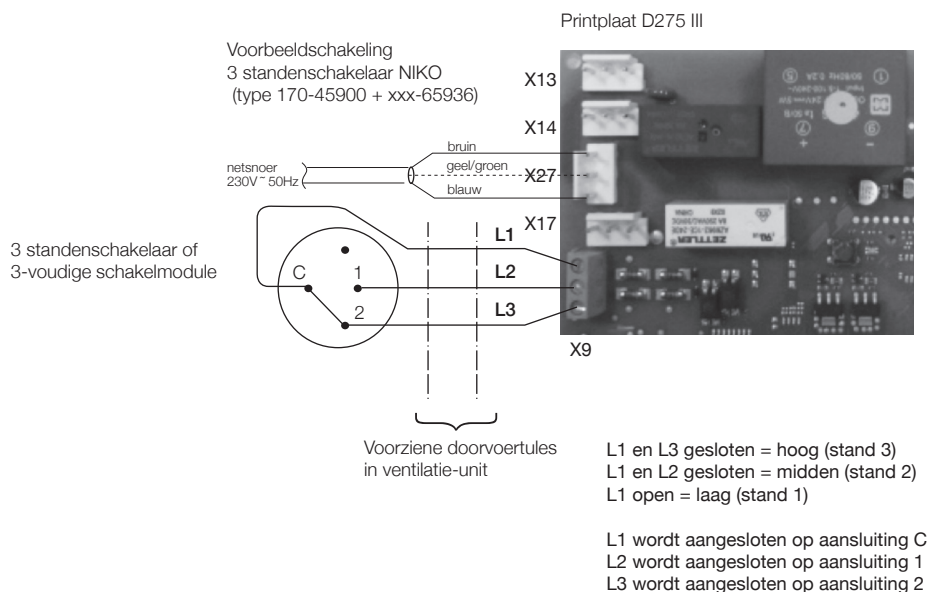 Printplaat D275 III
Voorbeeldschakeling
3 standenschakelaar NIKO
(type 170-45900 + xxx-65936)
X13
X14
bruin
netsnoer
230V~50Hz
geel/groen
X27
blauw
X17
L1
3 standenschakelaar of
3-voudige schakelmodule
C
1
L2
2
L3
X9
Voorziene doorvoertules
in ventilatie-unit
L1 en L3 gesloten = hoog (stand 3)
L1 en L2 gesloten = midden (stand 2)
L1 open = laag (stand 1)
L1 wordt aangesloten op aansluiting C
L2 wordt aangesloten op aansluiting 1
L3 wordt aangesloten op aansluiting 2
ZETTLER